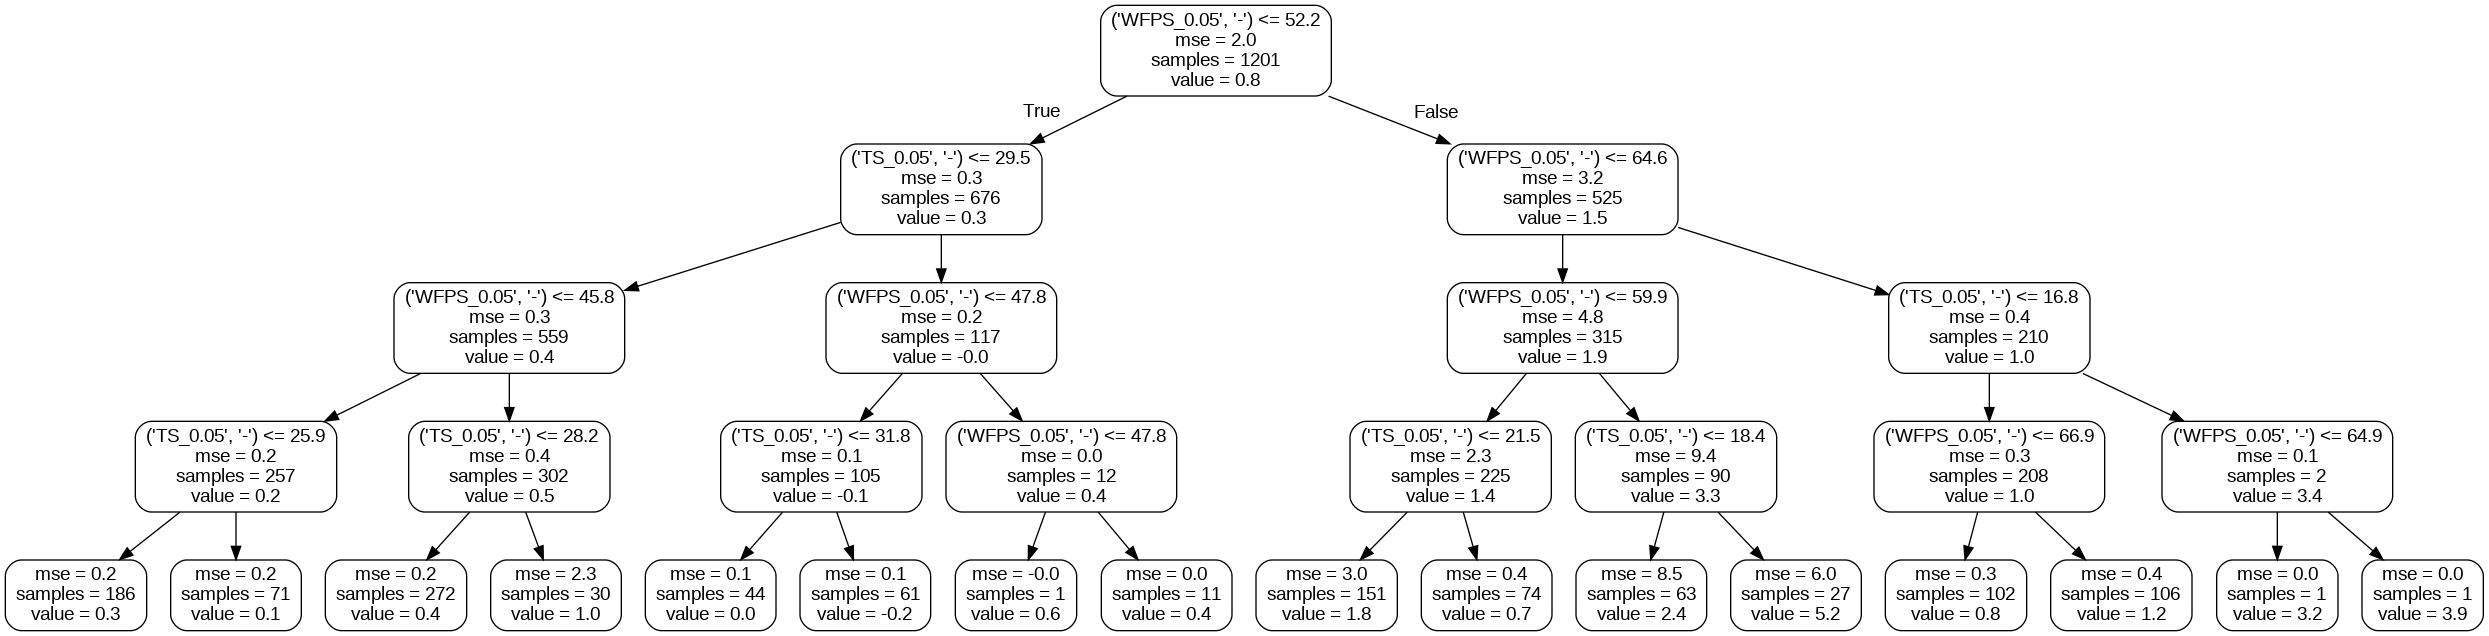 ('WFPS_0.05', '-') <= 52.2
mse = 2.0
samples = 1201
value = 0.8
True
False
('TS_0.05', '-') <= 29.5
mse = 0.3
samples = 676
value = 0.3
('WFPS_0.05', '-') <= 64.6
mse = 3.2
samples = 525
value = 1.5
('WFPS_0.05', '-') <= 45.8
mse = 0.3
samples = 559
value = 0.4
('WFPS_0.05', '-') <= 47.8
mse = 0.2
samples = 117
value = -0.0
('WFPS_0.05', '-') <= 59.9
mse = 4.8
samples = 315
value = 1.9
('TS_0.05', '-') <= 16.8
mse = 0.4
samples = 210
value = 1.0
('TS_0.05', '-') <= 25.9
mse = 0.2
samples = 257
value = 0.2
('TS_0.05', '-') <= 28.2
mse = 0.4
samples = 302
value = 0.5
('TS_0.05', '-') <= 31.8
mse = 0.1
samples = 105
value = -0.1
('WFPS_0.05', '-') <= 47.8
mse = 0.0
samples = 12
value = 0.4
('TS_0.05', '-') <= 21.5
mse = 2.3
samples = 225
value = 1.4
('TS_0.05', '-') <= 18.4
mse = 9.4
samples = 90
value = 3.3
('WFPS_0.05', '-') <= 66.9
mse = 0.3
samples = 208
value = 1.0
('WFPS_0.05', '-') <= 64.9
mse = 0.1
samples = 2
value = 3.4
mse = 0.2
samples = 186
value = 0.3
mse = 0.2
samples = 71
value = 0.1
mse = 0.2
samples = 272
value = 0.4
mse = 2.3
samples = 30
value = 1.0
mse = 0.1
samples = 44
value = 0.0
mse = 0.1
samples = 61
value = -0.2
mse = -0.0
samples = 1
value = 0.6
mse = 0.0
samples = 11
value = 0.4
mse = 3.0
samples = 151
value = 1.8
mse = 0.4
samples = 74
value = 0.7
mse = 8.5
samples = 63
value = 2.4
mse = 6.0
samples = 27
value = 5.2
mse = 0.3
samples = 102
value = 0.8
mse = 0.4
samples = 106
value = 1.2
mse = 0.0
samples = 1
value = 3.2
mse = 0.0
samples = 1
value = 3.9